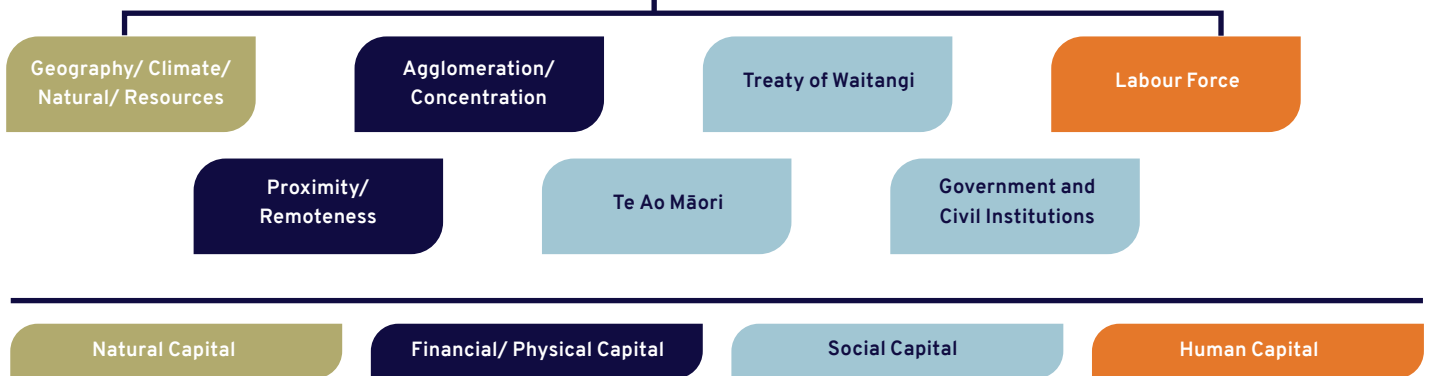 Geography/ Climate/
Natural/ Resources
Agglomeration/
Concentration
Treaty of Waitangi
Labour Force
Proximity/
Remoteness
Te Ao Māori
Government and
Civil Institutions
Natural Capital
Financial/ Physical Capital
Social Capital
Human Capital